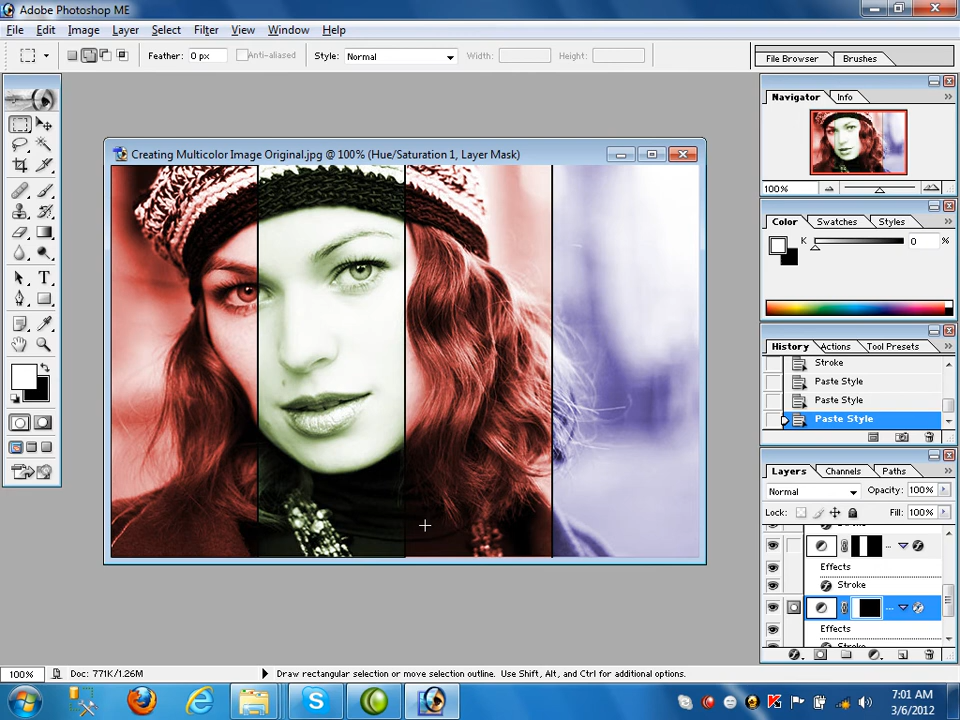 Adobe Photoshop ME
File Edit Image Layer Select Filter View Window Help
Feather: 0 px Anti-aliased Style: Normal Width: Height: File Browser Brushes
Creating Multicolor Image Original.jpg @ 100% (Hue/Saturation 1, Layer Mask)
Navigator Info
100%
Color Swatches Styles
K 0 %
History Actions Tool Presets
Stroke
Paste Style
Paste Style
Paste Style
Layers Channels Paths
Normal Opacity: 100%
Lock: Fill: 100%
Effects
Stroke
...
Effects
Stroke
...
Effects
Stroke
T
100% Doc: 771K/1.26M Draw rectangular selection or move selection outline. Use Shift, Alt, and Ctrl for additional options.
7:01 AM
3/6/2012